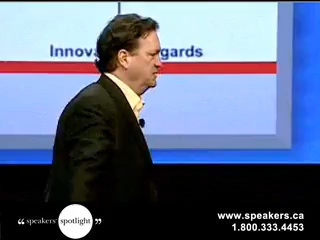 Innova gards
“speakers’ spotlight”
www.speakers.ca
1.800.333.4453